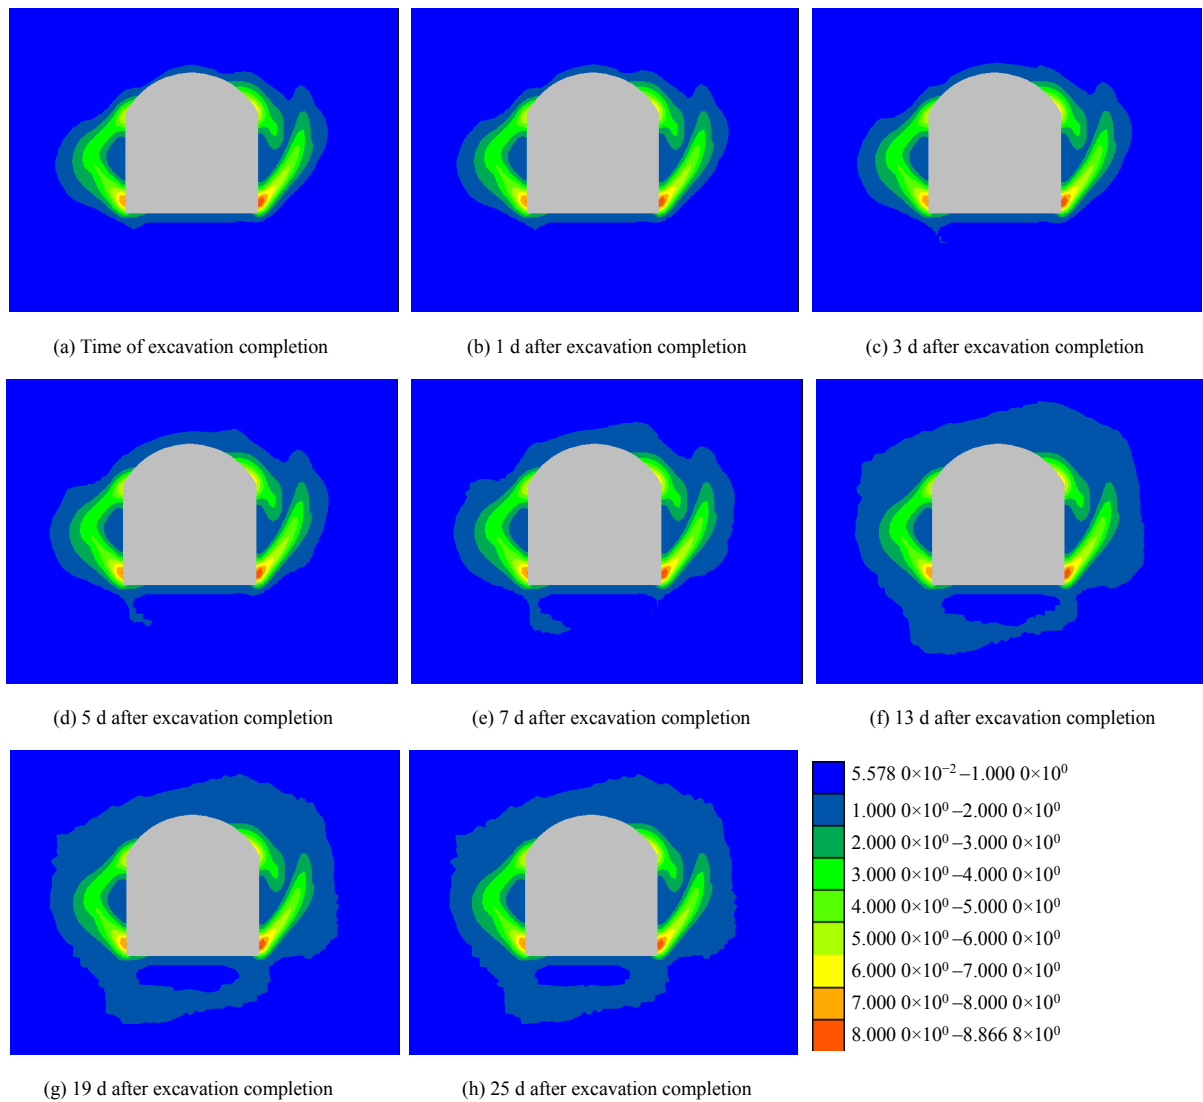 (a) Time of excavation completion
(b) 1 d after excavation completion
(c) 3 d after excavation completion
(d) 5 d after excavation completion
(e) 7 d after excavation completion
(f) 13 d after excavation completion
5.578 0×10⁻² –1.000 0×10⁰
1.000 0×10⁰ –2.000 0×10⁰
2.000 0×10⁰ –3.000 0×10⁰
3.000 0×10⁰ –4.000 0×10⁰
4.000 0×10⁰ –5.000 0×10⁰
5.000 0×10⁰ –6.000 0×10⁰
6.000 0×10⁰ –7.000 0×10⁰
7.000 0×10⁰ –8.000 0×10⁰
8.000 0×10⁰ –8.866 8×10⁰
(g) 19 d after excavation completion
(h) 25 d after excavation completion